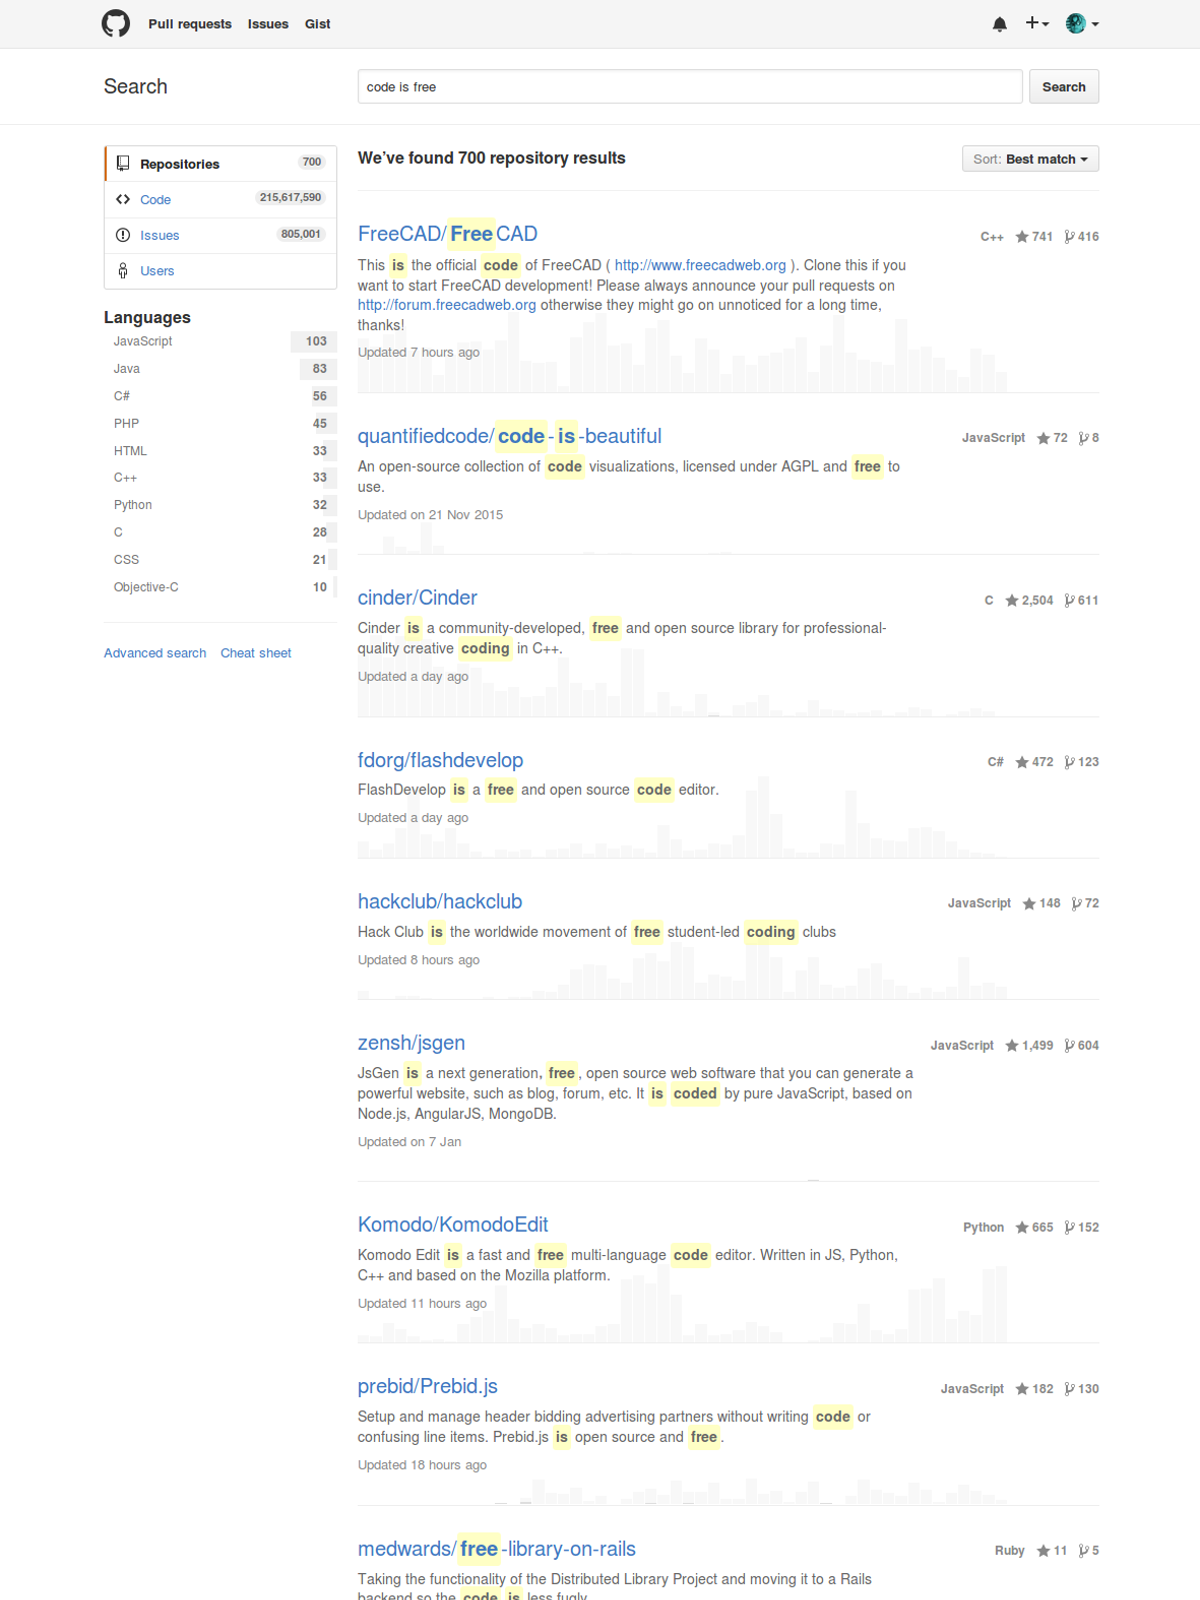 Pull requests Issues Gist
Search
code is free
Search
Repositories 700
Code 215,617,590
Issues 805,001
Users
Languages
JavaScript 103
Java 83
C# 56
PHP 45
HTML 33
C++ 33
Python 32
C 28
CSS 21
Objective-C 10
Advanced search Cheat sheet
We’ve found 700 repository results
Sort: Best match
FreeCAD/FreeCAD
C++ 741 416
This is the official code of FreeCAD ( http://www.freecadweb.org ). Clone this if you
want to start FreeCAD development! Please always announce your pull requests on
http://forum.freecadweb.org otherwise they might go on unnoticed for a long time,
thanks!
Updated 7 hours ago
quantifiedcode/code-is-beautiful
JavaScript 72 8
An open-source collection of code visualizations, licensed under AGPL and free to
use.
Updated on 21 Nov 2015
cinder/Cinder
C 2,504 611
Cinder is a community-developed, free and open source library for professional-
quality creative coding in C++.
Updated a day ago
fdorg/flashdevelop
C# 472 123
FlashDevelop is a free and open source code editor.
Updated a day ago
hackclub/hackclub
JavaScript 148 72
Hack Club is the worldwide movement of free student-led coding clubs
Updated 8 hours ago
zensh/jsgen
JavaScript 1,499 604
JsGen is a next generation, free, open source web software that you can generate a
powerful website, such as blog, forum, etc. It is coded by pure JavaScript, based on
Node.js, AngularJS, MongoDB.
Updated on 7 Jan
Komodo/KomodoEdit
Python 665 152
Komodo Edit is a fast and free multi-language code editor. Written in JS, Python,
C++ and based on the Mozilla platform.
Updated 11 hours ago
prebid/Prebid.js
JavaScript 182 130
Setup and manage header bidding advertising partners without writing code or
confusing line items. Prebid.js is open source and free.
Updated 18 hours ago
medwards/free-library-on-rails
Ruby 11 5
Taking the functionality of the Distributed Library Project and moving it to a Rails
backend so the code is less fugly